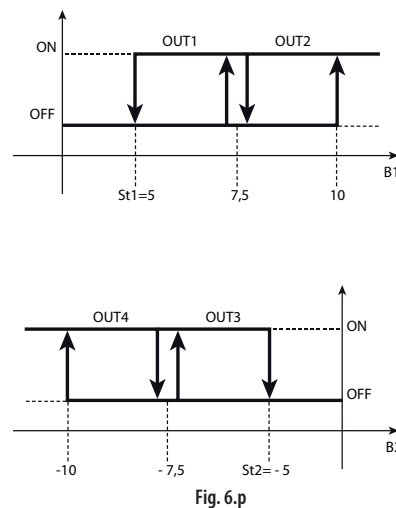 OUT1 OUT2
ON
OFF
B1
St1=5 7,5 10
OUT4 OUT3
ON
OFF
B2
-10 - 7,5 St2= - 5
Fig. 6.p